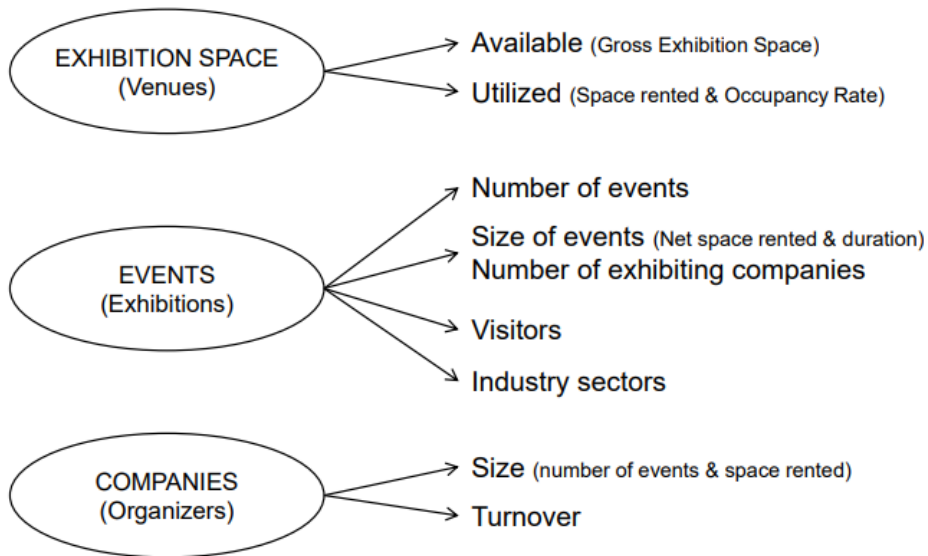 EXHIBITION SPACE
(Venues)
Available (Gross Exhibition Space)
Utilized (Space rented & Occupancy Rate)
EVENTS
(Exhibitions)
Number of events
Size of events (Net space rented & duration)
Number of exhibiting companies
Visitors
Industry sectors
COMPANIES
(Organizers)
Size (number of events & space rented)
Turnover